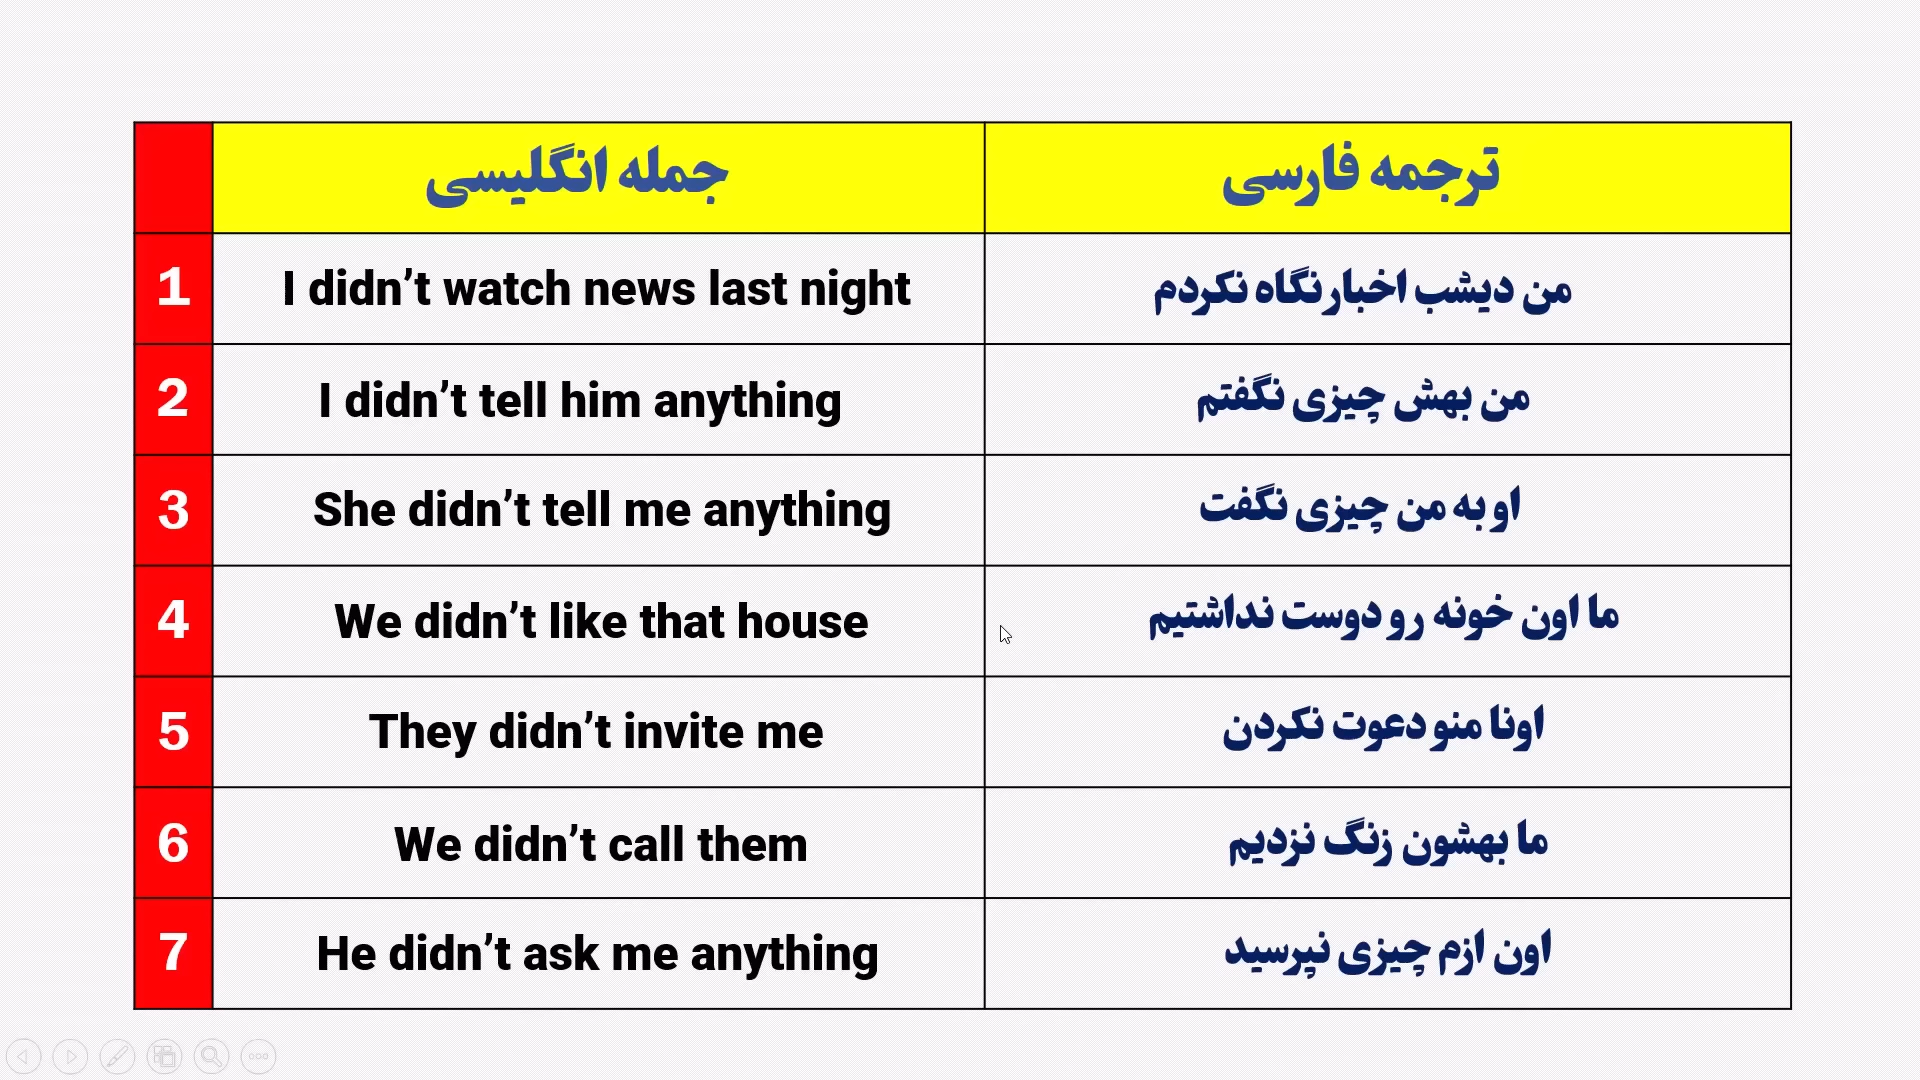 جمله انگلیسی
ترجمه فارسی
1
I didn’t watch news last night
من دیشب اخبار نگاه نکردم
2
I didn’t tell him anything
من بهش چیزی نگفتم
3
She didn’t tell me anything
او به من چیزی نگفت
4
We didn’t like that house
ما اون خونه رو دوست نداشتیم
5
They didn’t invite me
اونا منو دعوت نکردن
6
We didn’t call them
ما بهشون زنگ نزدیم
7
He didn’t ask me anything
اون ازم چیزی نپرسید